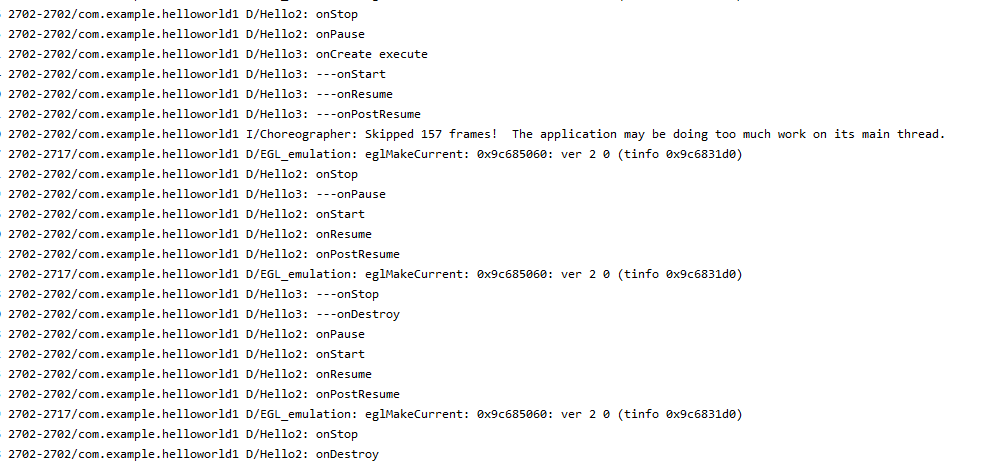 2702-2702/com.example.helloworld1 D/Hello2: onStop
2702-2702/com.example.helloworld1 D/Hello2: onPause
2702-2702/com.example.helloworld1 D/Hello3: onCreate execute
2702-2702/com.example.helloworld1 D/Hello3: ---onStart
2702-2702/com.example.helloworld1 D/Hello3: ---onResume
2702-2702/com.example.helloworld1 D/Hello3: ---onPostResume
2702-2702/com.example.helloworld1 I/Choreographer: Skipped 157 frames!  The application may be doing too much work on its main thread.
2702-2717/com.example.helloworld1 D/EGL_emulation: eglMakeCurrent: 0x9c685060: ver 2 0 (tinfo 0x9c6831d0)
2702-2702/com.example.helloworld1 D/Hello2: onStop
2702-2702/com.example.helloworld1 D/Hello3: ---onPause
2702-2702/com.example.helloworld1 D/Hello2: onStart
2702-2702/com.example.helloworld1 D/Hello2: onResume
2702-2702/com.example.helloworld1 D/Hello2: onPostResume
2702-2717/com.example.helloworld1 D/EGL_emulation: eglMakeCurrent: 0x9c685060: ver 2 0 (tinfo 0x9c6831d0)
2702-2702/com.example.helloworld1 D/Hello3: ---onStop
2702-2702/com.example.helloworld1 D/Hello3: ---onDestroy
2702-2702/com.example.helloworld1 D/Hello2: onPause
2702-2702/com.example.helloworld1 D/Hello2: onStart
2702-2702/com.example.helloworld1 D/Hello2: onResume
2702-2702/com.example.helloworld1 D/Hello2: onPostResume
2702-2717/com.example.helloworld1 D/EGL_emulation: eglMakeCurrent: 0x9c685060: ver 2 0 (tinfo 0x9c6831d0)
2702-2702/com.example.helloworld1 D/Hello2: onStop
2702-2702/com.example.helloworld1 D/Hello2: onDestroy